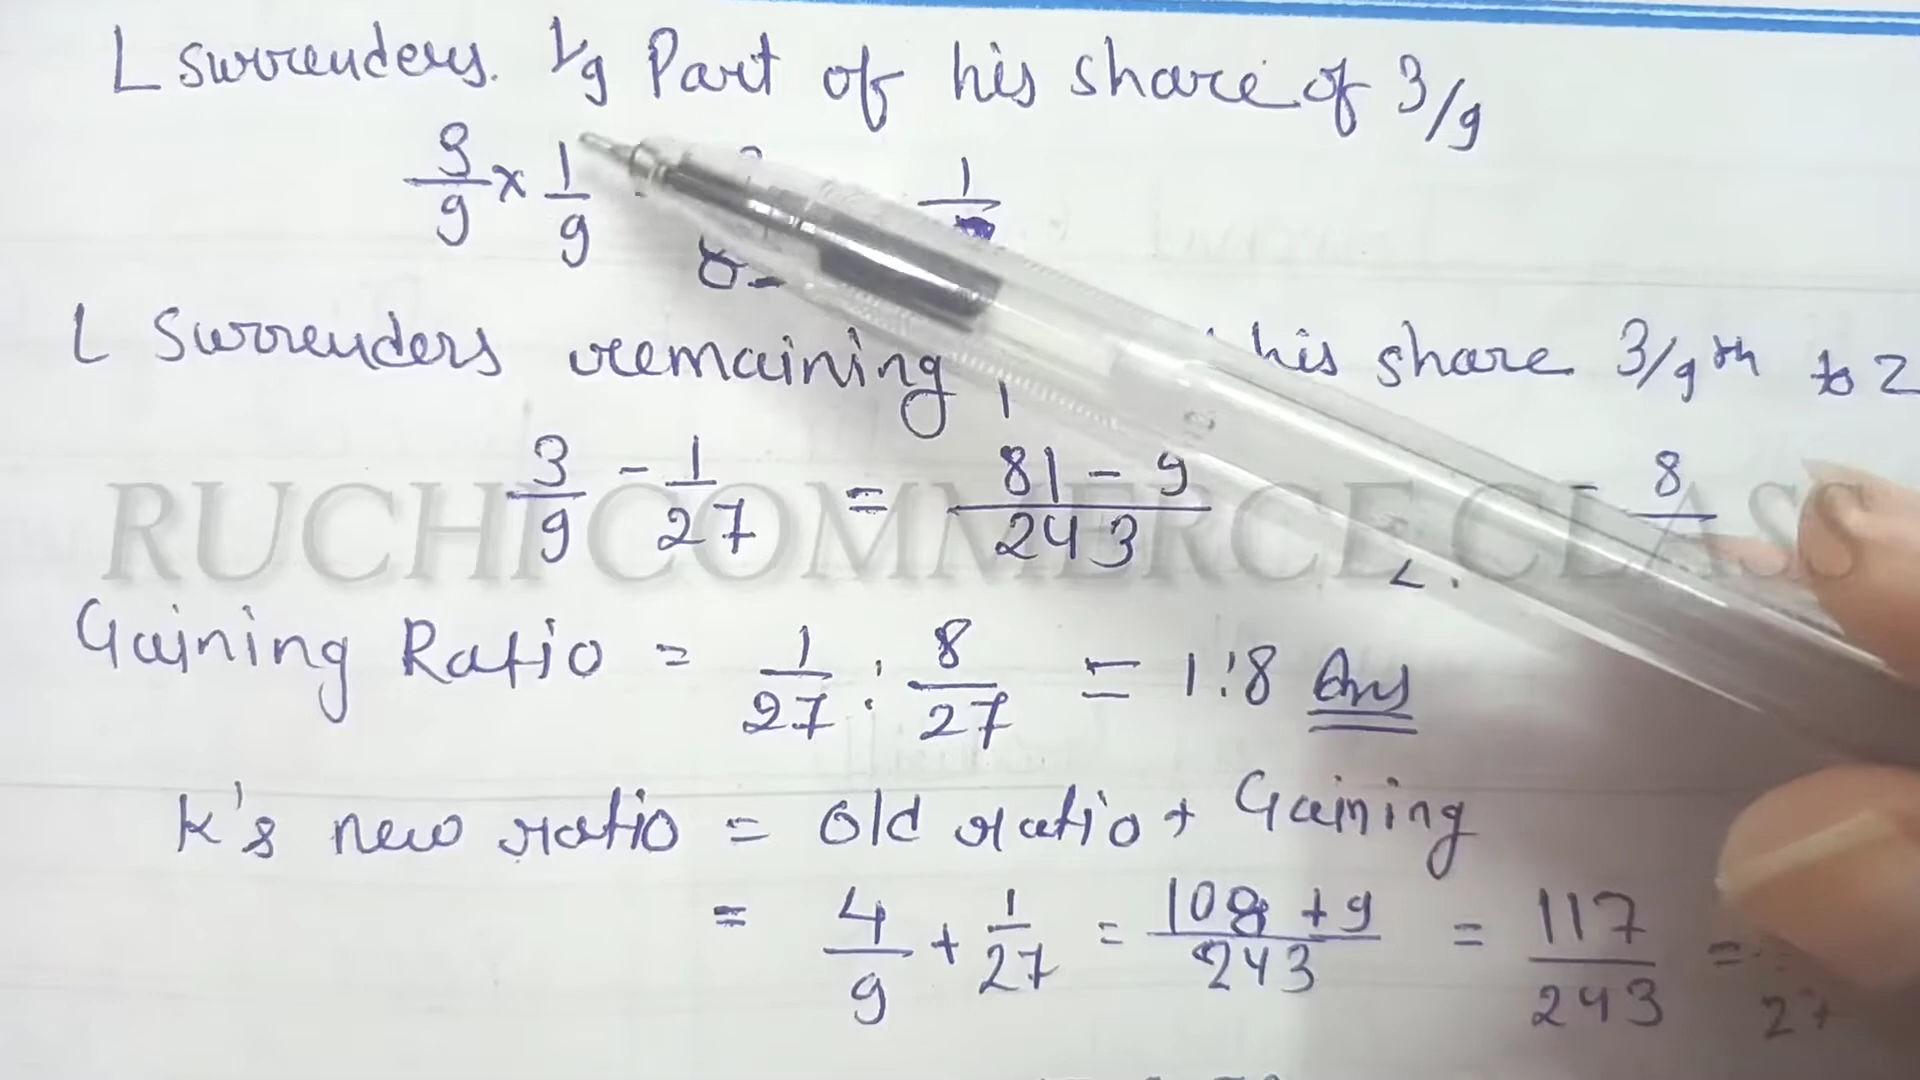 L surrenders 1/9 Part of his share of 3/9
3/9 × 1/9 1/
L Surrenders remaining his share 3/9th to
3/9 - 1/27 = 81 - 9/243 = 8/
RUCHI COMMERCE CLASS
Gaining Ratio = 1/27 : 8/27 = 1:8 Ans
K's new ratio = Old ratio + Gaining
= 4/9 + 1/27 = 108 + 9/243 = 117/243 =